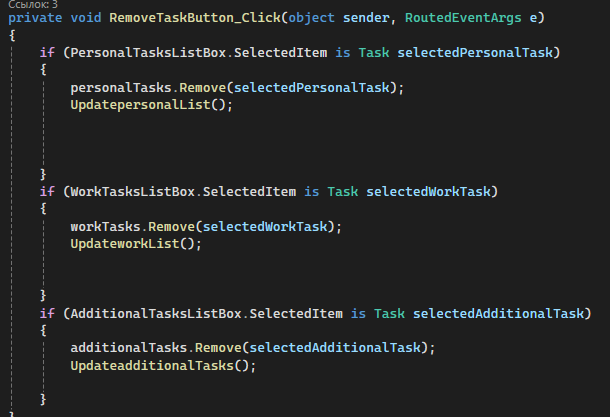 Ссылок: 3
private void RemoveTaskButton_Click(object sender, RoutedEventArgs e)
{
if (PersonalTasksListBox.SelectedItem is Task selectedPersonalTask)
{
personalTasks.Remove(selectedPersonalTask);
UpdatepersonalList();
}
if (WorkTasksListBox.SelectedItem is Task selectedWorkTask)
{
workTasks.Remove(selectedWorkTask);
UpdateworkList();
}
if (AdditionalTasksListBox.SelectedItem is Task selectedAdditionalTask)
{
additionalTasks.Remove(selectedAdditionalTask);
UpdateadditionalTasks();
}
}